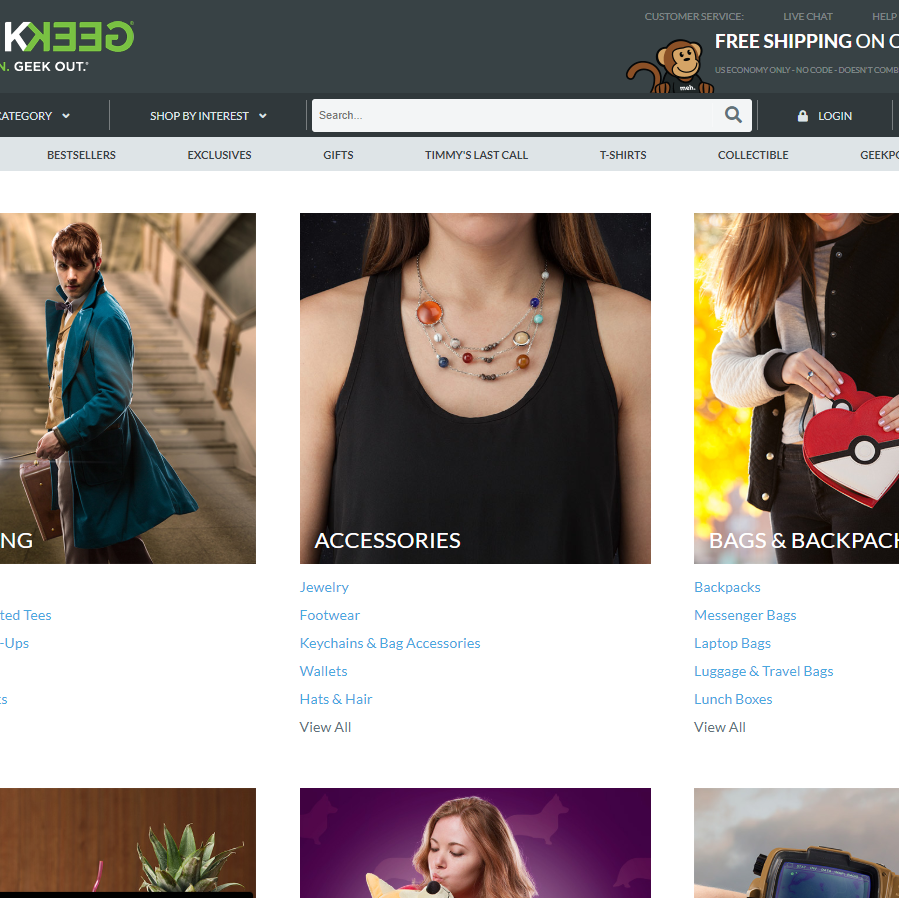 CUSTOMER SERVICE: LIVE CHAT HELP
KGEEK
FREE SHIPPING ON
N. GEEK OUT.
US ECONOMY ONLY - NO CODE - DOESN'T COMB
meh.
CATEGORY SHOP BY INTEREST Search... LOGIN
BESTSELLERS EXCLUSIVES GIFTS TIMMY'S LAST CALL T-SHIRTS COLLECTIBLE GEEKPO
NG ACCESSORIES BAGS & BACKPACK
Jewelry Backpacks
ted Tees Footwear Messenger Bags
-Ups Keychains & Bag Accessories Laptop Bags
Wallets Luggage & Travel Bags
s Hats & Hair Lunch Boxes
View All View All